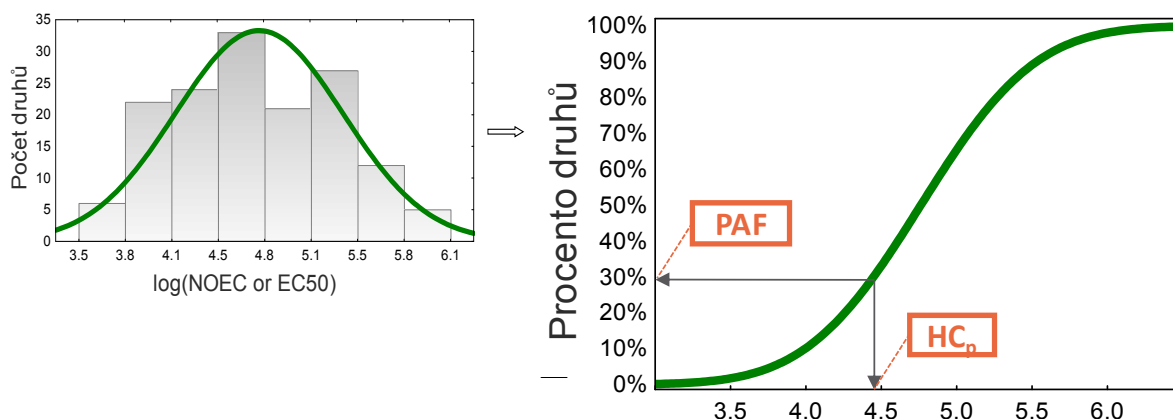 Počet druhů
35
30
25
20
15
10
5
0
3.5 3.8 4.1 4.5 4.8 5.1 5.5 5.8 6.1
log(NOEC or EC50)
Procento druhů
100%
90%
80%
70%
60%
50%
40%
30%
20%
10%
0%
PAF
HCp
3.5 4.0 4.5 5.0 5.5 6.0